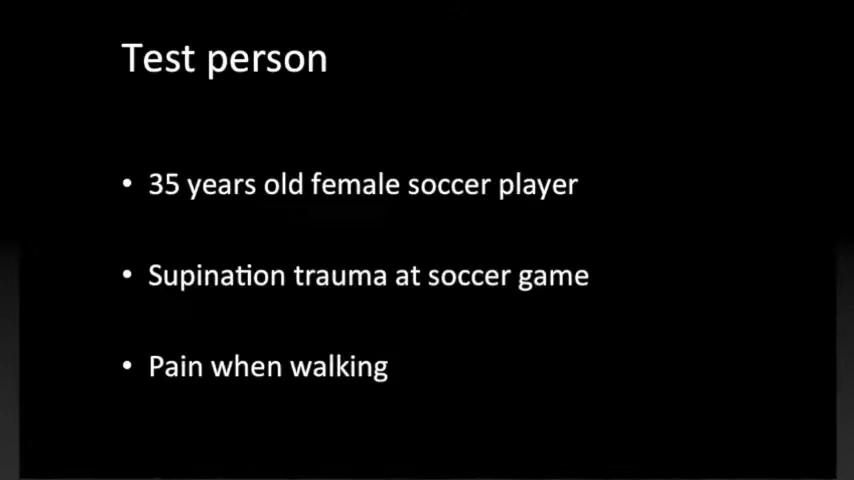 Test person
• 35 years old female soccer player
• Supination trauma at soccer game
• Pain when walking